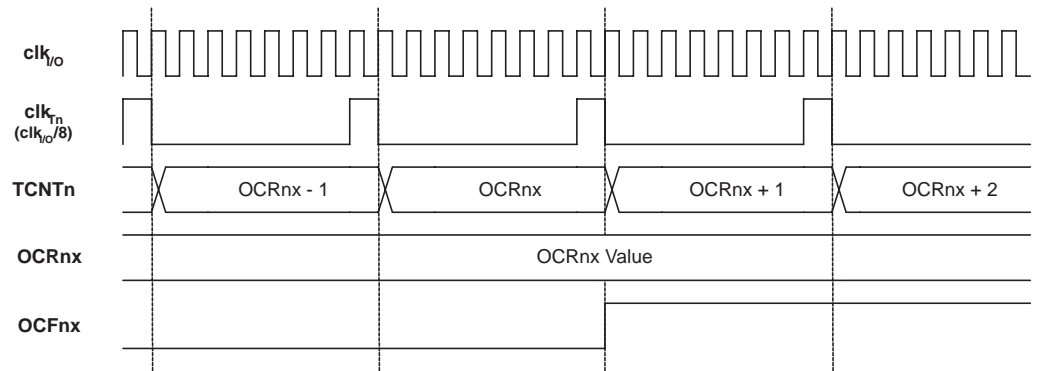 clkI/O
clkTn
(clkI/O/8)
TCNTn
OCRnx - 1
OCRnx
OCRnx + 1
OCRnx + 2
OCRnx
OCRnx Value
OCFnx